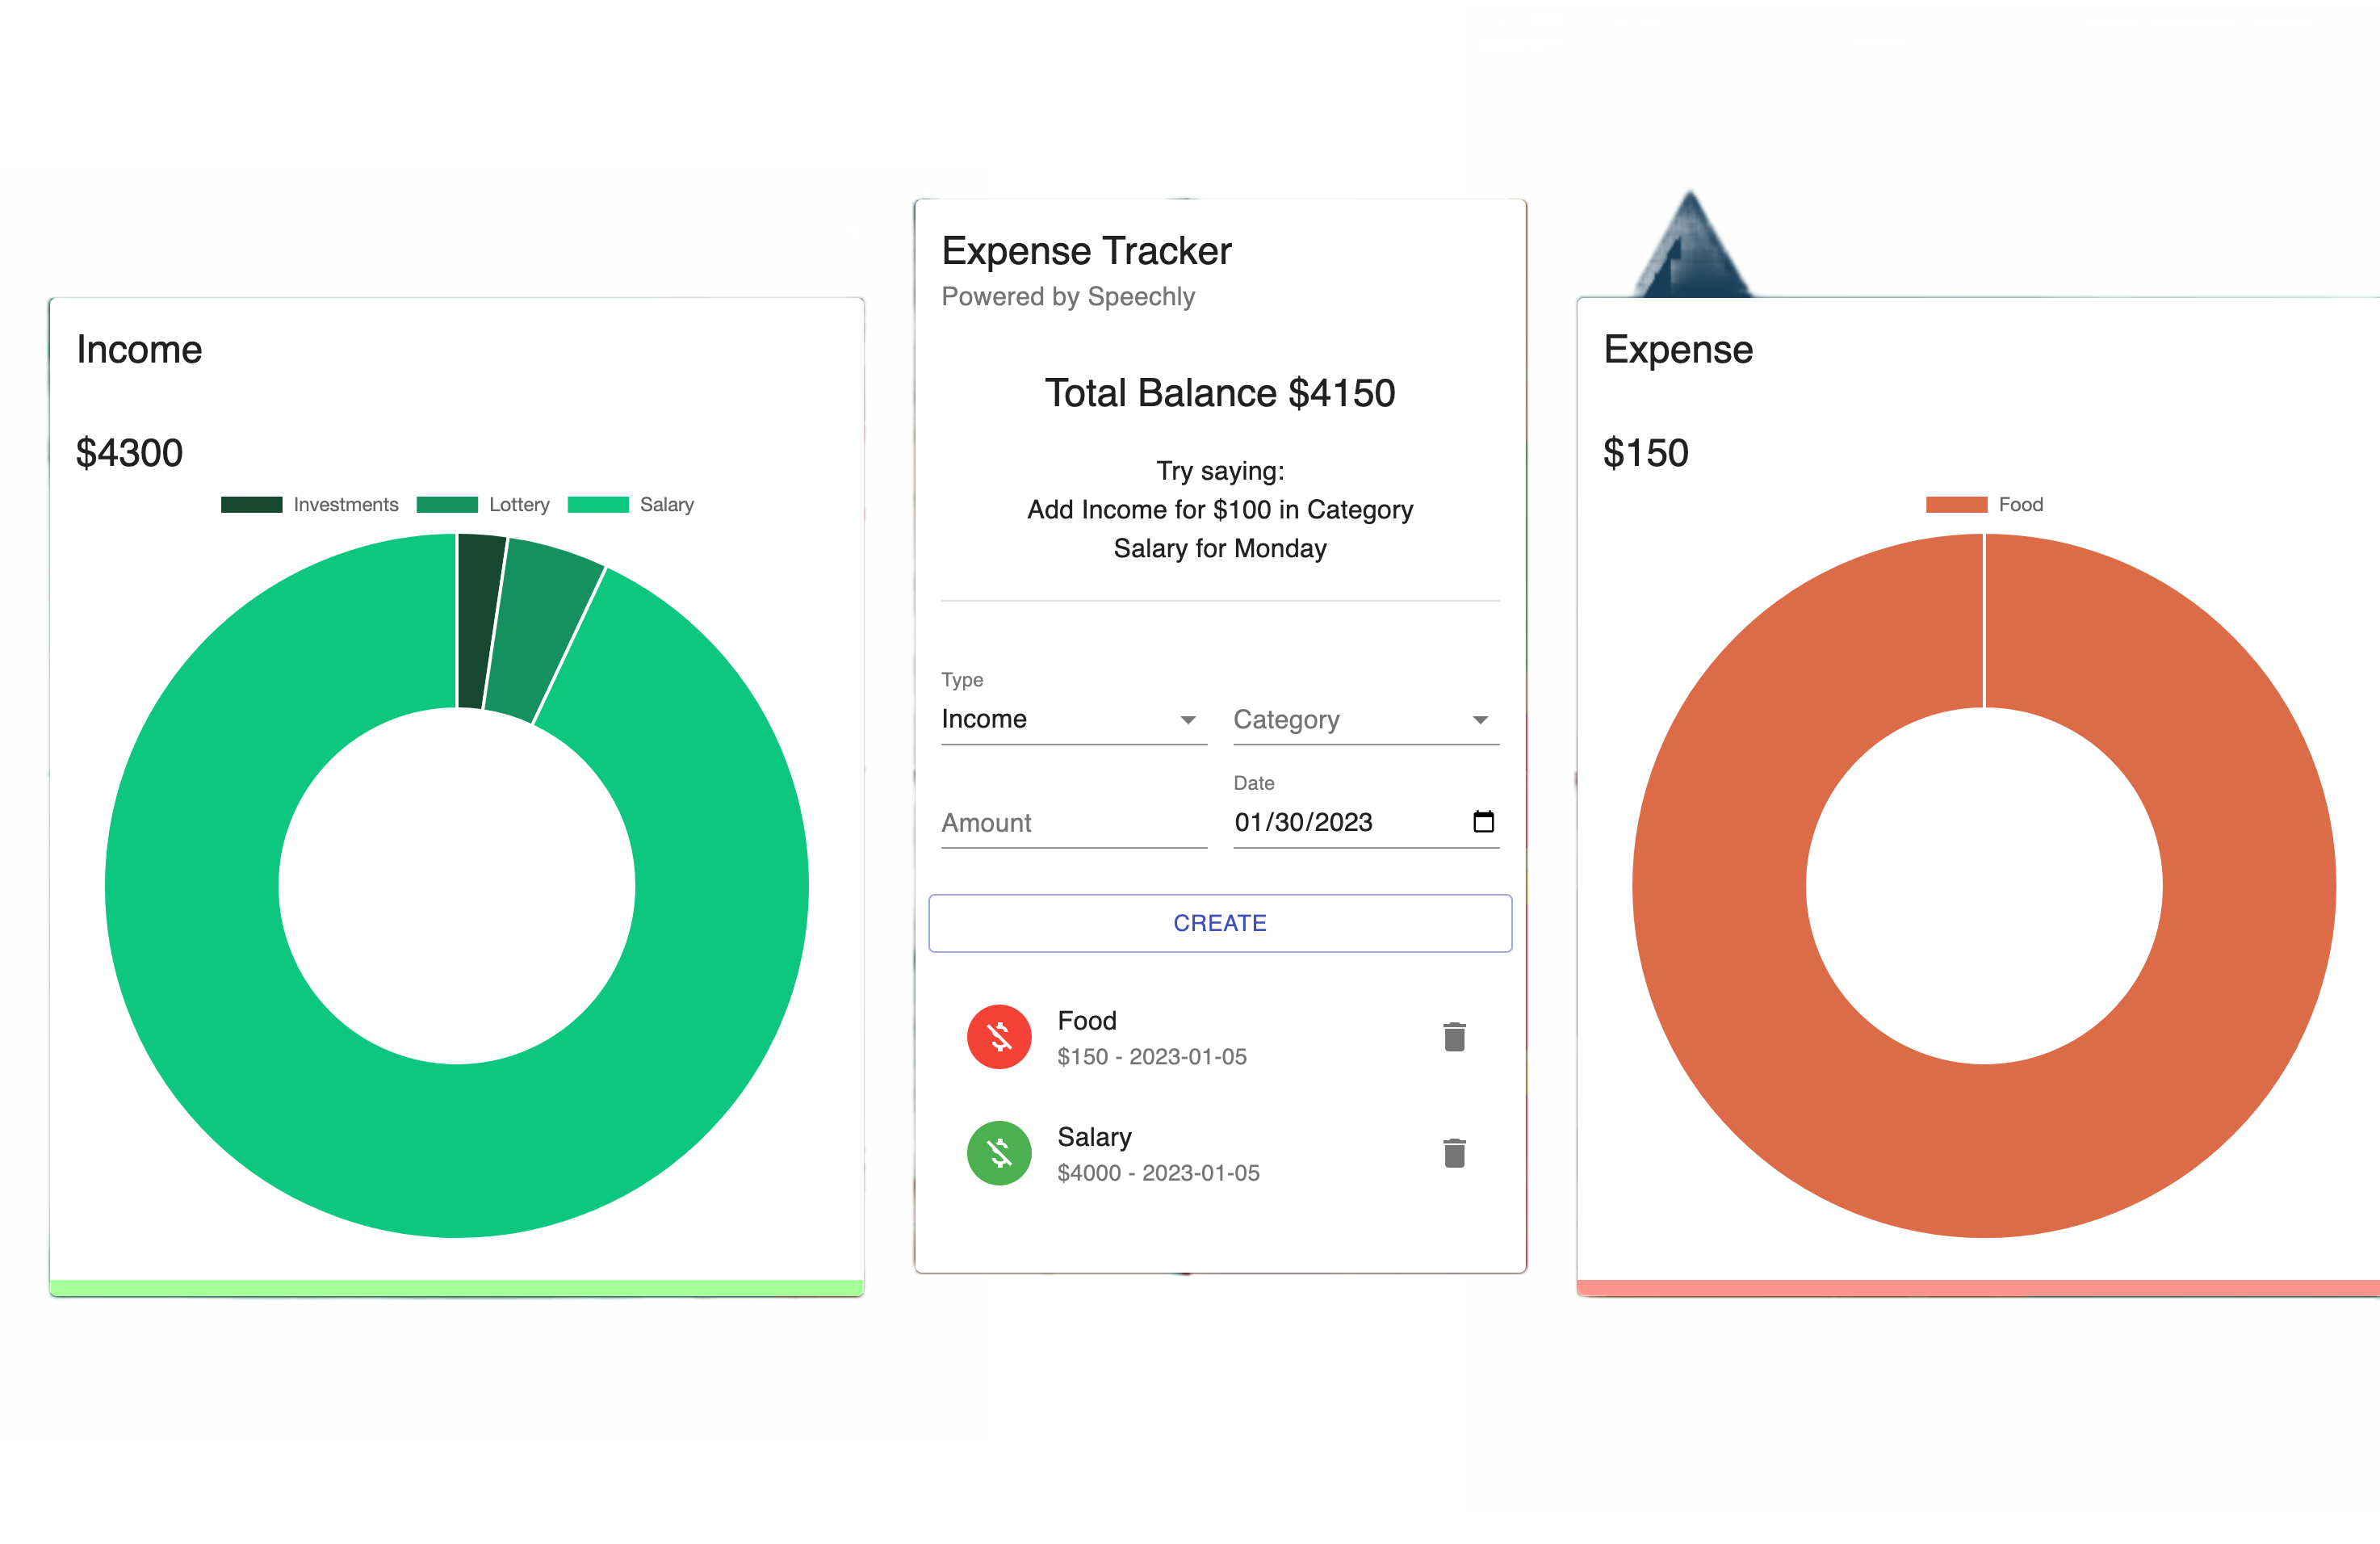 Income
$4300
Investments Lottery Salary
Expense Tracker
Powered by Speechly
Total Balance $4150
Try saying:
Add Income for $100 in Category
Salary for Monday
Type
Income
Category
Amount
Date
01/30/2023
CREATE
Food
$150 - 2023-01-05
Salary
$4000 - 2023-01-05
Expense
$150
Food